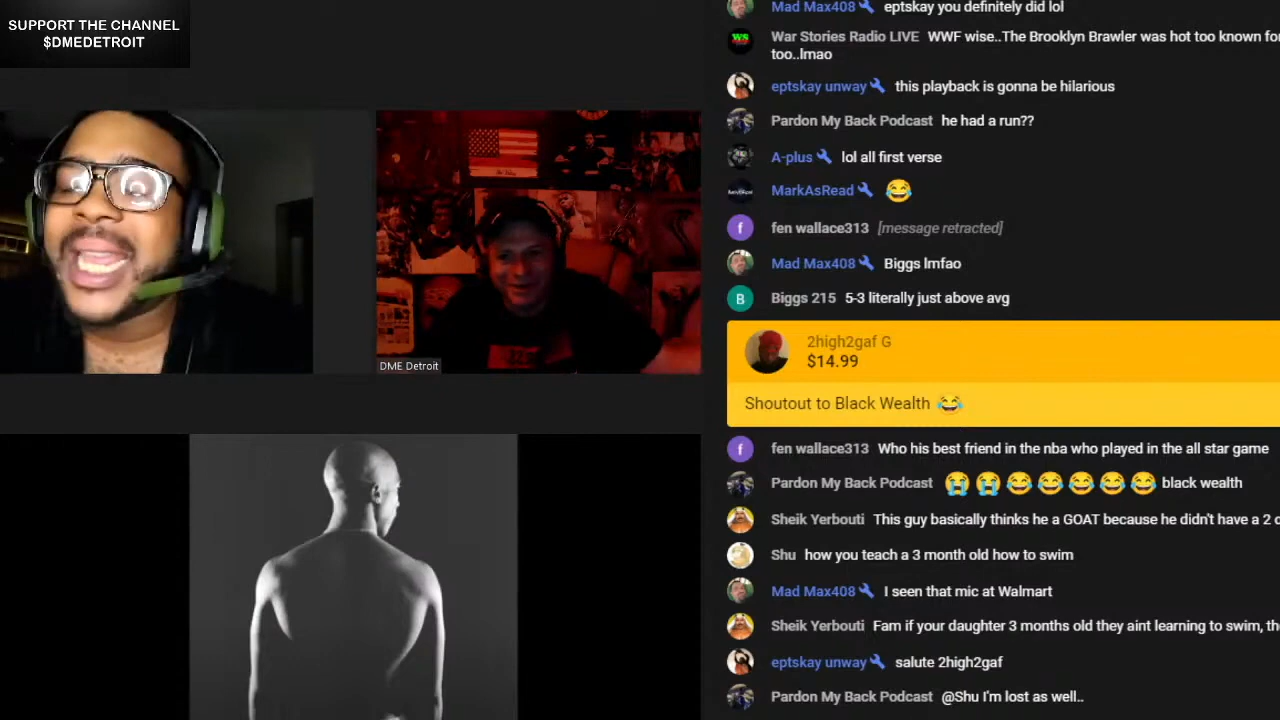 SUPPORT THE CHANNEL
$DMEDETROIT
DME Detroit
Mad Max408 eptskay you definitely did lol
War Stories Radio LIVE WWF wise..The Brooklyn Brawler was hot too known for
too..lmao
eptskay unway this playback is gonna be hilarious
Pardon My Back Podcast he had a run??
A-plus lol all first verse
MarkAsRead 😂
fen wallace313 [message retracted]
Mad Max408 Biggs lmfao
B Biggs 215 5-3 literally just above avg
2high2gaf G
$14.99
Shoutout to Black Wealth 😂
fen wallace313 Who his best friend in the nba who played in the all star game
Pardon My Back Podcast 😭😭😂😂😂😂😂 black wealth
Sheik Yerbouti This guy basically thinks he a GOAT because he didn't have a 2
Shu how you teach a 3 month old how to swim
Mad Max408 I seen that mic at Walmart
Sheik Yerbouti Fam if your daughter 3 months old they aint learning to swim,
eptskay unway salute 2high2gaf
Pardon My Back Podcast @Shu I'm lost as well..